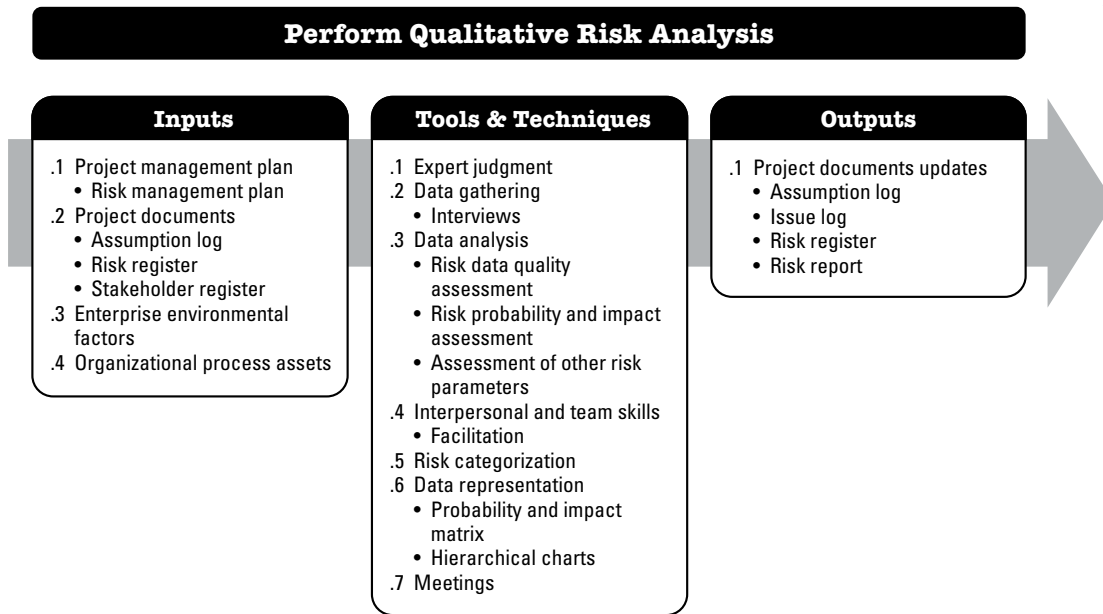 Perform Qualitative Risk Analysis
Inputs
.1 Project management plan
• Risk management plan
.2 Project documents
• Assumption log
• Risk register
• Stakeholder register
.3 Enterprise environmental
factors
.4 Organizational process assets
Tools & Techniques
.1 Expert judgment
.2 Data gathering
• Interviews
.3 Data analysis
• Risk data quality
assessment
• Risk probability and impact
assessment
• Assessment of other risk
parameters
.4 Interpersonal and team skills
• Facilitation
.5 Risk categorization
.6 Data representation
• Probability and impact
matrix
• Hierarchical charts
.7 Meetings
Outputs
.1 Project documents updates
• Assumption log
• Issue log
• Risk register
• Risk report